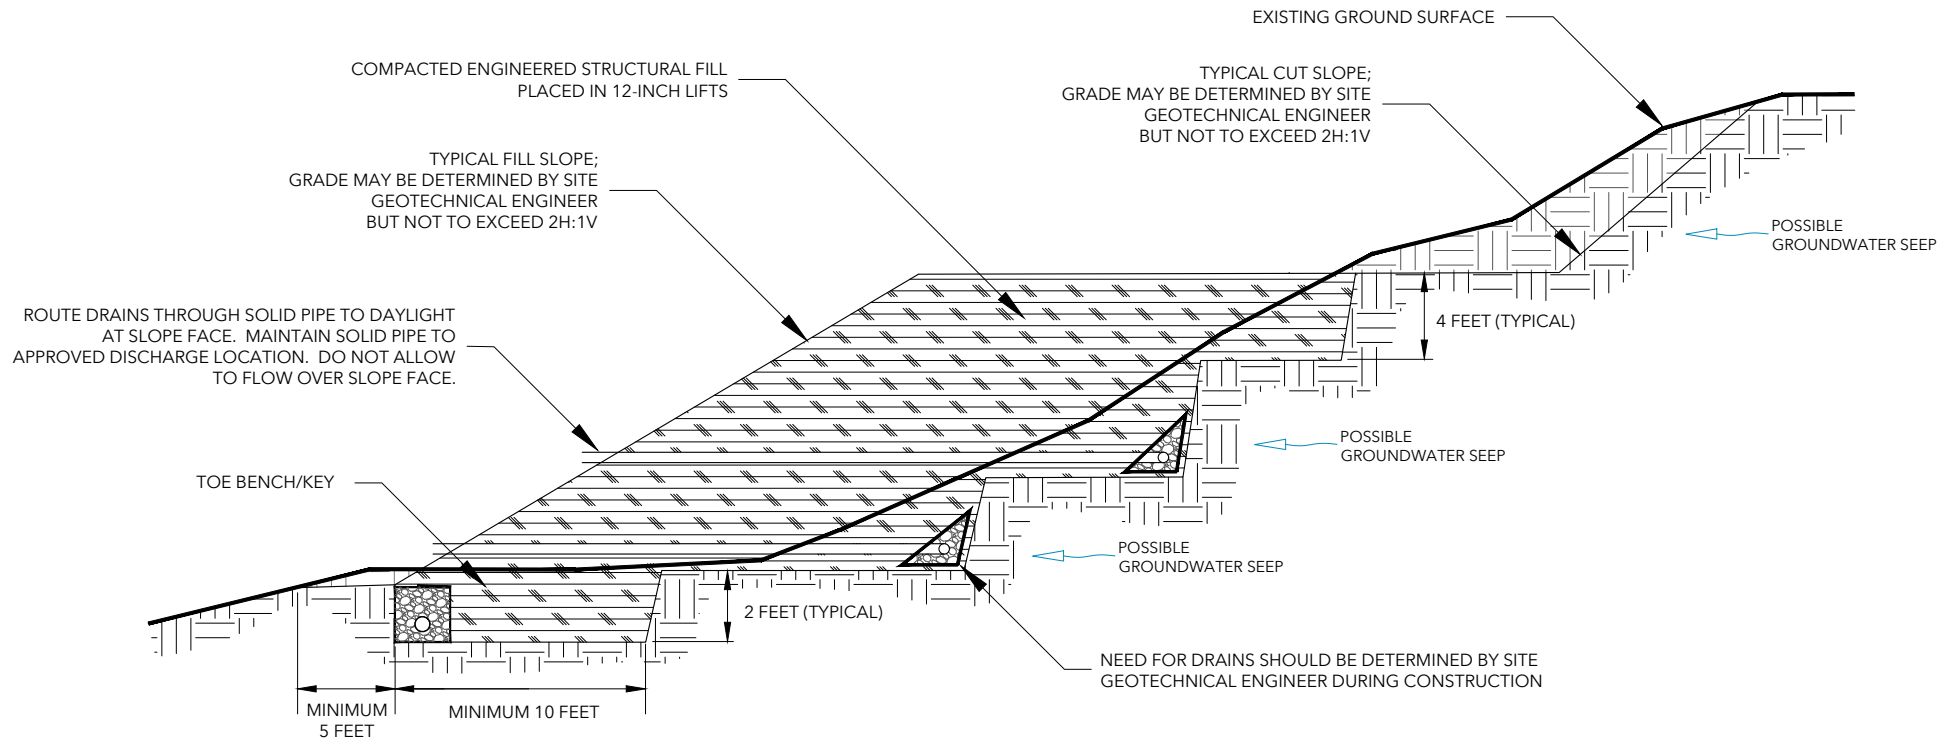 EXISTING GROUND SURFACE
COMPACTED ENGINEERED STRUCTURAL FILL
PLACED IN 12-INCH LIFTS
TYPICAL CUT SLOPE;
GRADE MAY BE DETERMINED BY SITE
GEOTECHNICAL ENGINEER
BUT NOT TO EXCEED 2H:1V
TYPICAL FILL SLOPE;
GRADE MAY BE DETERMINED BY SITE
GEOTECHNICAL ENGINEER
BUT NOT TO EXCEED 2H:1V
POSSIBLE
GROUNDWATER SEEP
ROUTE DRAINS THROUGH SOLID PIPE TO DAYLIGHT
AT SLOPE FACE. MAINTAIN SOLID PIPE TO
APPROVED DISCHARGE LOCATION. DO NOT ALLOW
TO FLOW OVER SLOPE FACE.
4 FEET (TYPICAL)
POSSIBLE
GROUNDWATER SEEP
TOE BENCH/KEY
POSSIBLE
GROUNDWATER SEEP
2 FEET (TYPICAL)
NEED FOR DRAINS SHOULD BE DETERMINED BY SITE
GEOTECHNICAL ENGINEER DURING CONSTRUCTION
MINIMUM
5 FEET
MINIMUM 10 FEET